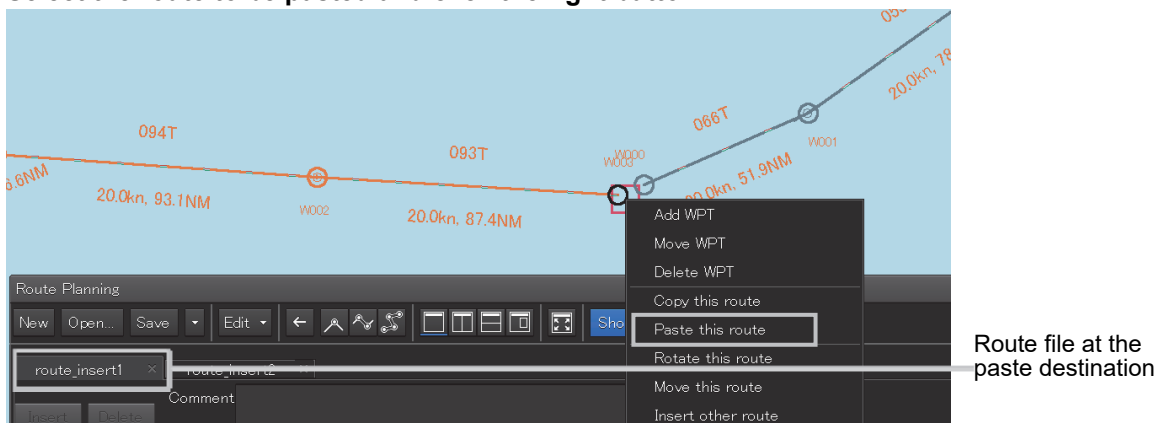 094T
093T
066T
W001
W000
W003
6.6NM
20.0kn, 93.1NM
W002
20.0kn, 87.4NM
20.0kn, 51.9NM
20.0kn, 78
Add WPT
Move WPT
Delete WPT
Copy this route
Paste this route
Rotate this route
Move this route
Insert other route
Route Planning
New Open... Save Edit Sho
route_insert1 × route_insert2 ×
Comment
Insert Delete
Route file at the
paste destination